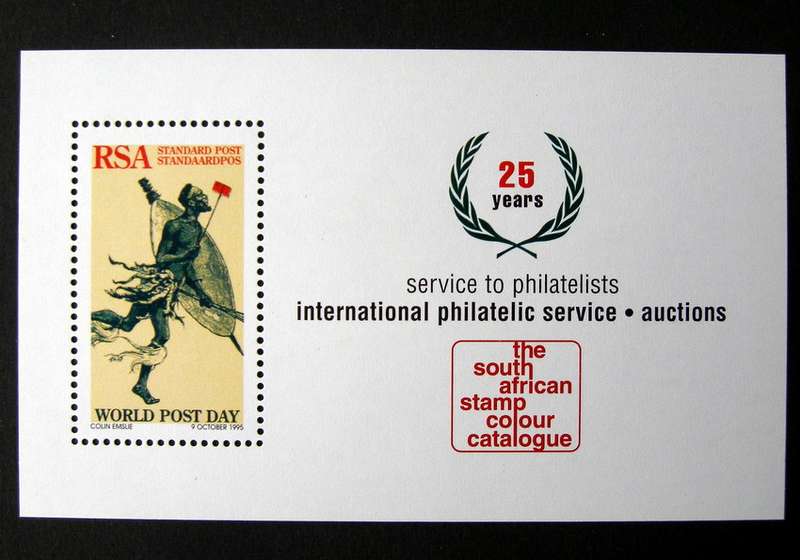 RSA STANDARD POST
STANDAARDPOS
WORLD POST DAY
COLIN EMSLIE 9 OCTOBER 1995
25
years
service to philatelists
international philatelic service • auctions
the
south
african
stamp
colour
catalogue